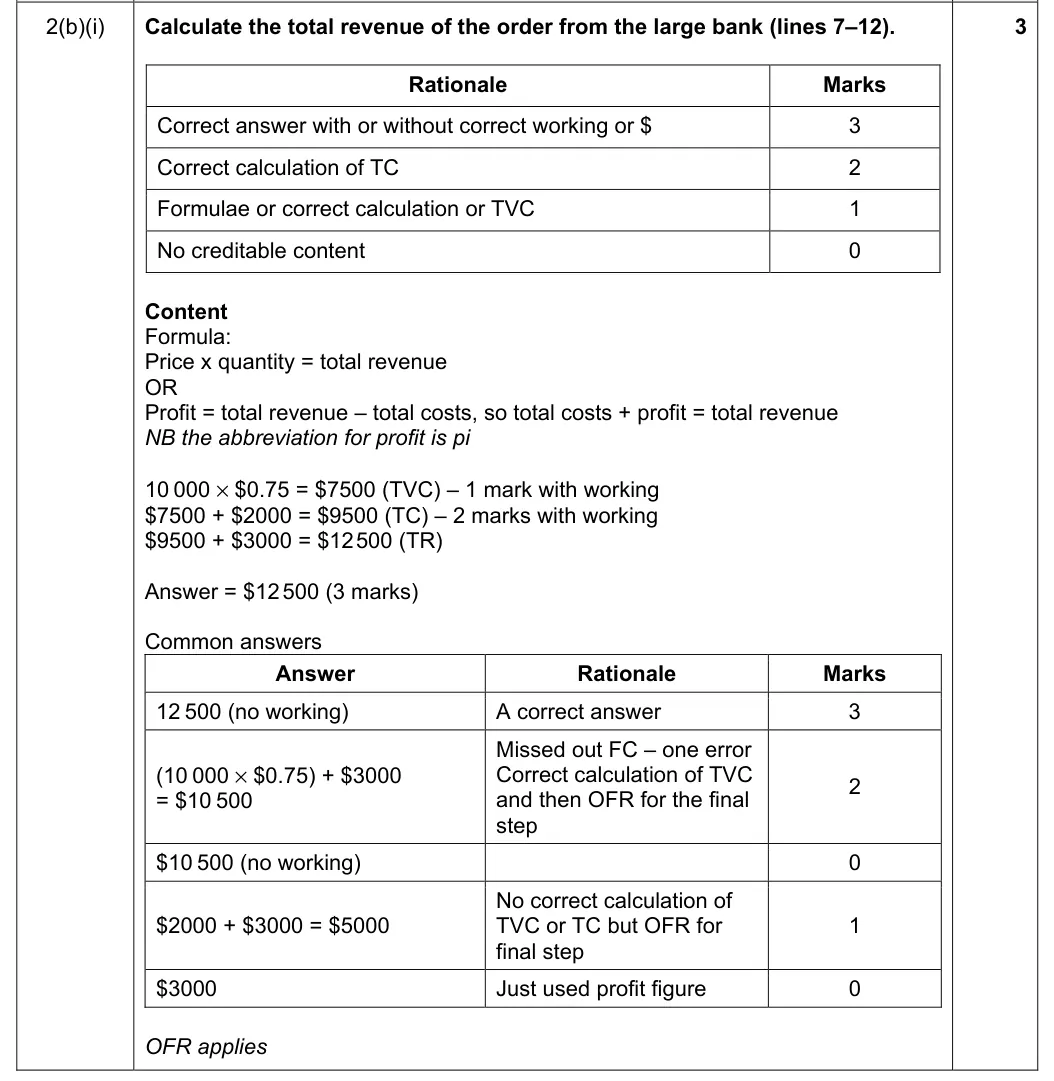 2(b)(i)
Calculate the total revenue of the order from the large bank (lines 7–12).
3
Rationale
Marks
Correct answer with or without correct working or $
3
Correct calculation of TC
2
Formulae or correct calculation or TVC
1
No creditable content
0
Content
Formula:
Price x quantity = total revenue
OR
Profit = total revenue – total costs, so total costs + profit = total revenue
NB the abbreviation for profit is pi
10 000 × $0.75 = $7500 (TVC) – 1 mark with working
$7500 + $2000 = $9500 (TC) – 2 marks with working
$9500 + $3000 = $12 500 (TR)
Answer = $12 500 (3 marks)
Common answers
Answer
Rationale
Marks
12 500 (no working)
A correct answer
3
(10 000 × $0.75) + $3000
= $10 500
Missed out FC – one error
Correct calculation of TVC
and then OFR for the final
step
2
$10 500 (no working)
0
$2000 + $3000 = $5000
No correct calculation of
TVC or TC but OFR for
final step
1
$3000
Just used profit figure
0
OFR applies